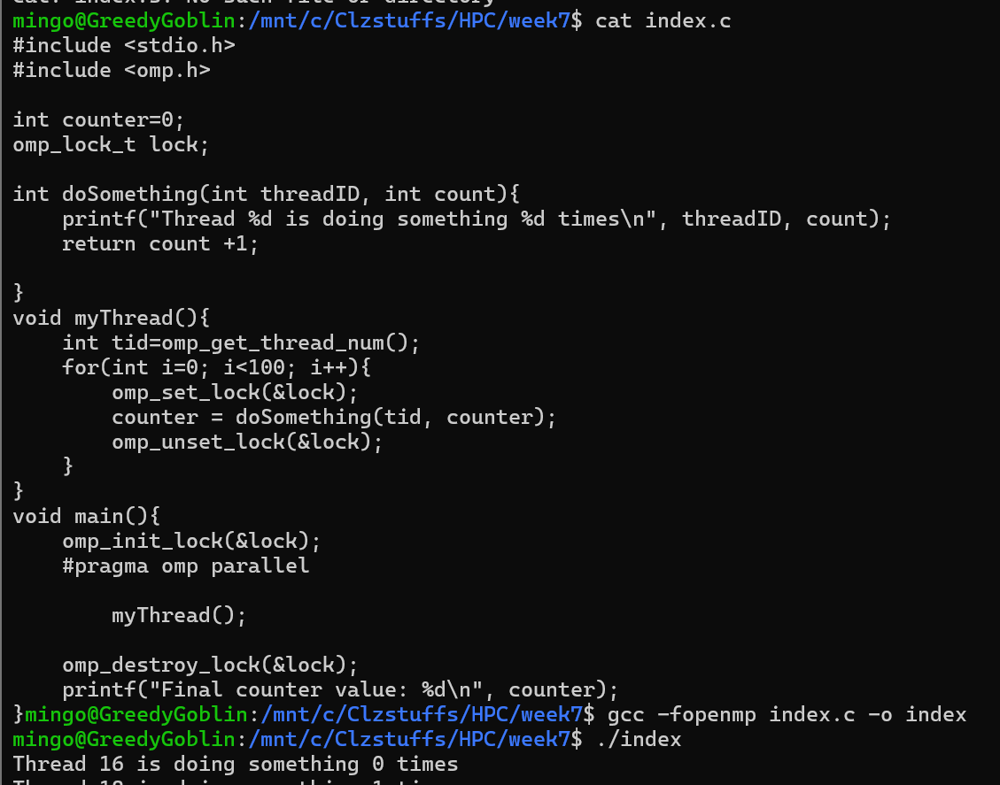 mingo@GreedyGoblin:/mnt/c/Clzstuffs/HPC/week7$ cat index.c
#include <stdio.h>
#include <omp.h>

int counter=0;
omp_lock_t lock;

int doSomething(int threadID, int count){
    printf("Thread %d is doing something %d times\n", threadID, count);
    return count +1;

}
void myThread(){
    int tid=omp_get_thread_num();
    for(int i=0; i<100; i++){
        omp_set_lock(&lock);
        counter = doSomething(tid, counter);
        omp_unset_lock(&lock);
    }
}
void main(){
    omp_init_lock(&lock);
    #pragma omp parallel

        myThread();

    omp_destroy_lock(&lock);
    printf("Final counter value: %d\n", counter);
}mingo@GreedyGoblin:/mnt/c/Clzstuffs/HPC/week7$ gcc -fopenmp index.c -o index
mingo@GreedyGoblin:/mnt/c/Clzstuffs/HPC/week7$ ./index
Thread 16 is doing something 0 times